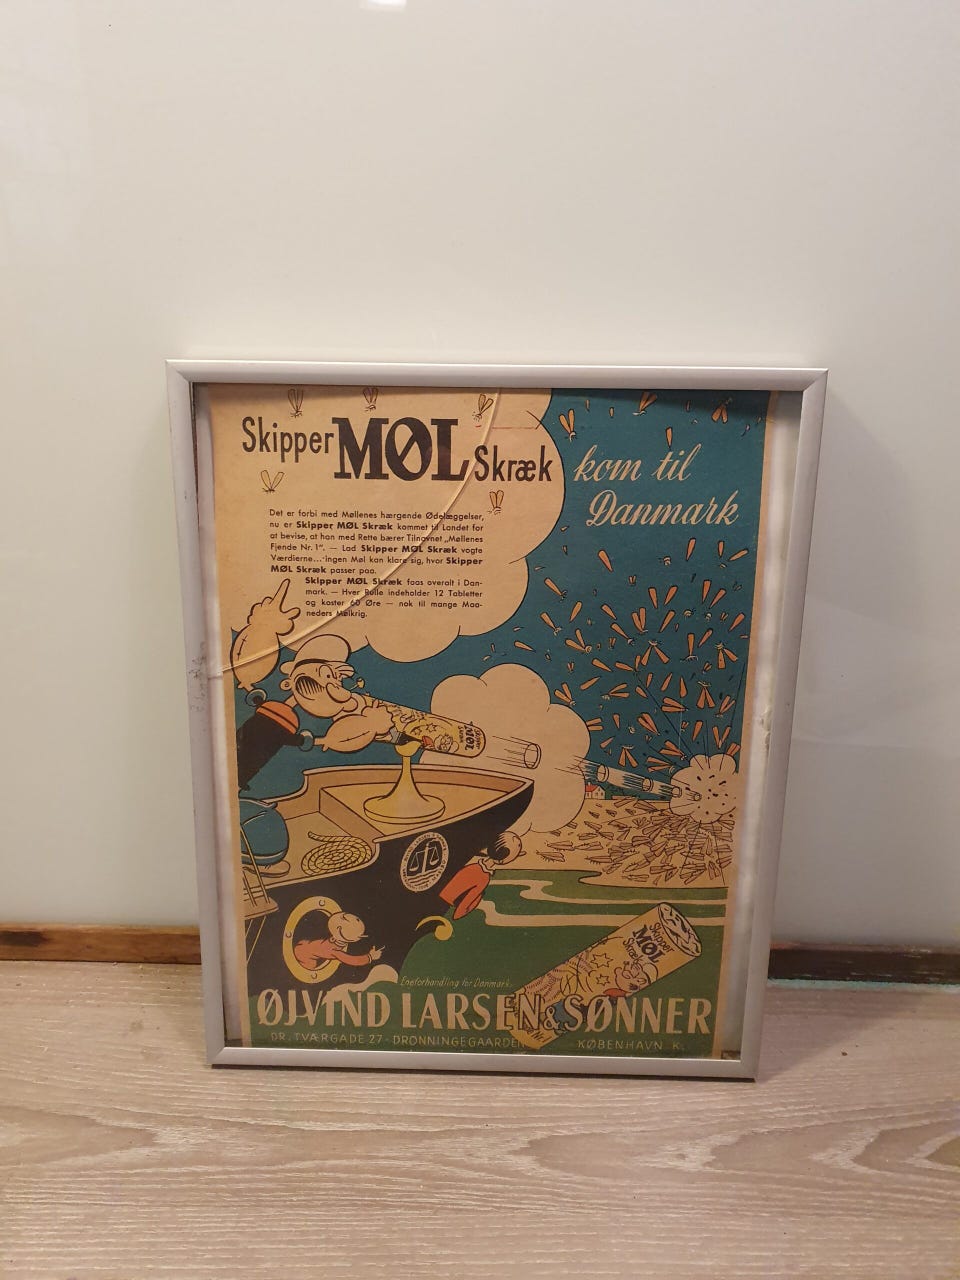 Skipper MØL Skræk
kom til
Danmark
Det er forbi med Møllenes hærgende Ødelæggelser,
nu er Skipper MØL Skræk kommet til Landet for
at bevise, at han med Rette bærer Tilnavnet „Møllenes
Fjende Nr. 1". — Lad Skipper MØL Skræk vogte
Værdierne... ingen Møl kan klare sig, hvor Skipper
MØL Skræk passer paa.
Skipper MØL Skræk faas overalt i Dan-
mark. — Hver Rulle indeholder 12 Tabletter
og koster 60 Øre — nok til mange Maa-
neders Mølkrig.
Skipper
MØL
Skræk
Eneforhandling for Danmark:
ØJVIND LARSEN & SØNNER
DR. TVÆRGADE 27 - DRONNINGEGAARDEN - KØBENHAVN K.